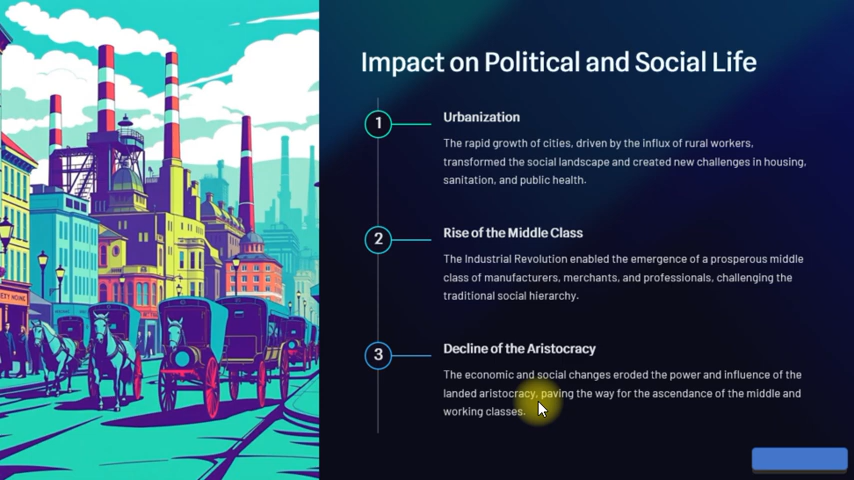 Impact on Political and Social Life
1
Urbanization
The rapid growth of cities, driven by the influx of rural workers,
transformed the social landscape and created new challenges in housing,
sanitation, and public health.
2
Rise of the Middle Class
The Industrial Revolution enabled the emergence of a prosperous middle
class of manufacturers, merchants, and professionals, challenging the
traditional social hierarchy.
3
Decline of the Aristocracy
The economic and social changes eroded the power and influence of the
landed aristocracy, paving the way for the ascendance of the middle and
working classes.